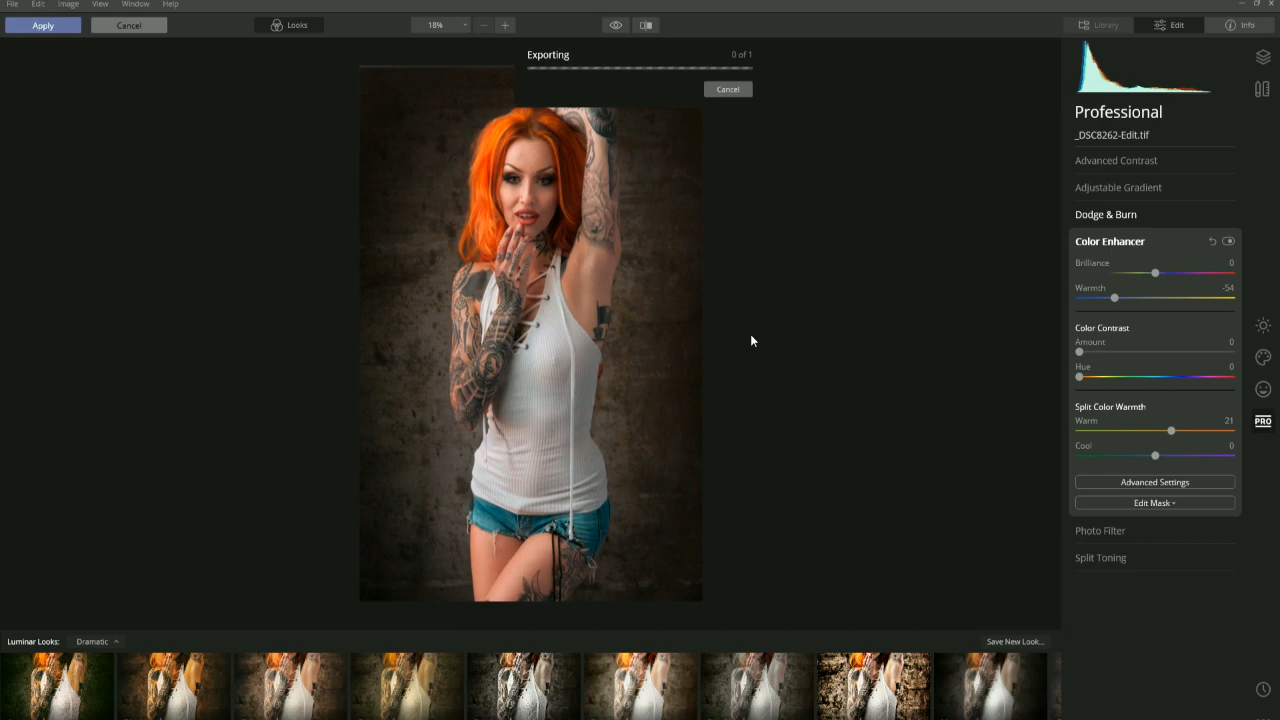 File Edit Image View Window Help
Apply Cancel Looks 18% Library Edit Info
Exporting 0 of 1
Cancel
Professional
_DSC8262-Edit.tif
Advanced Contrast
Adjustable Gradient
Dodge & Burn
Color Enhancer
Brilliance 0
Warmth -54
Color Contrast
Amount 0
Hue 0
Split Color Warmth
Warm 21
Cool 0
Advanced Settings
Edit Mask
PRO
Photo Filter
Split Toning
Luminar Looks: Dramatic Save New Look...